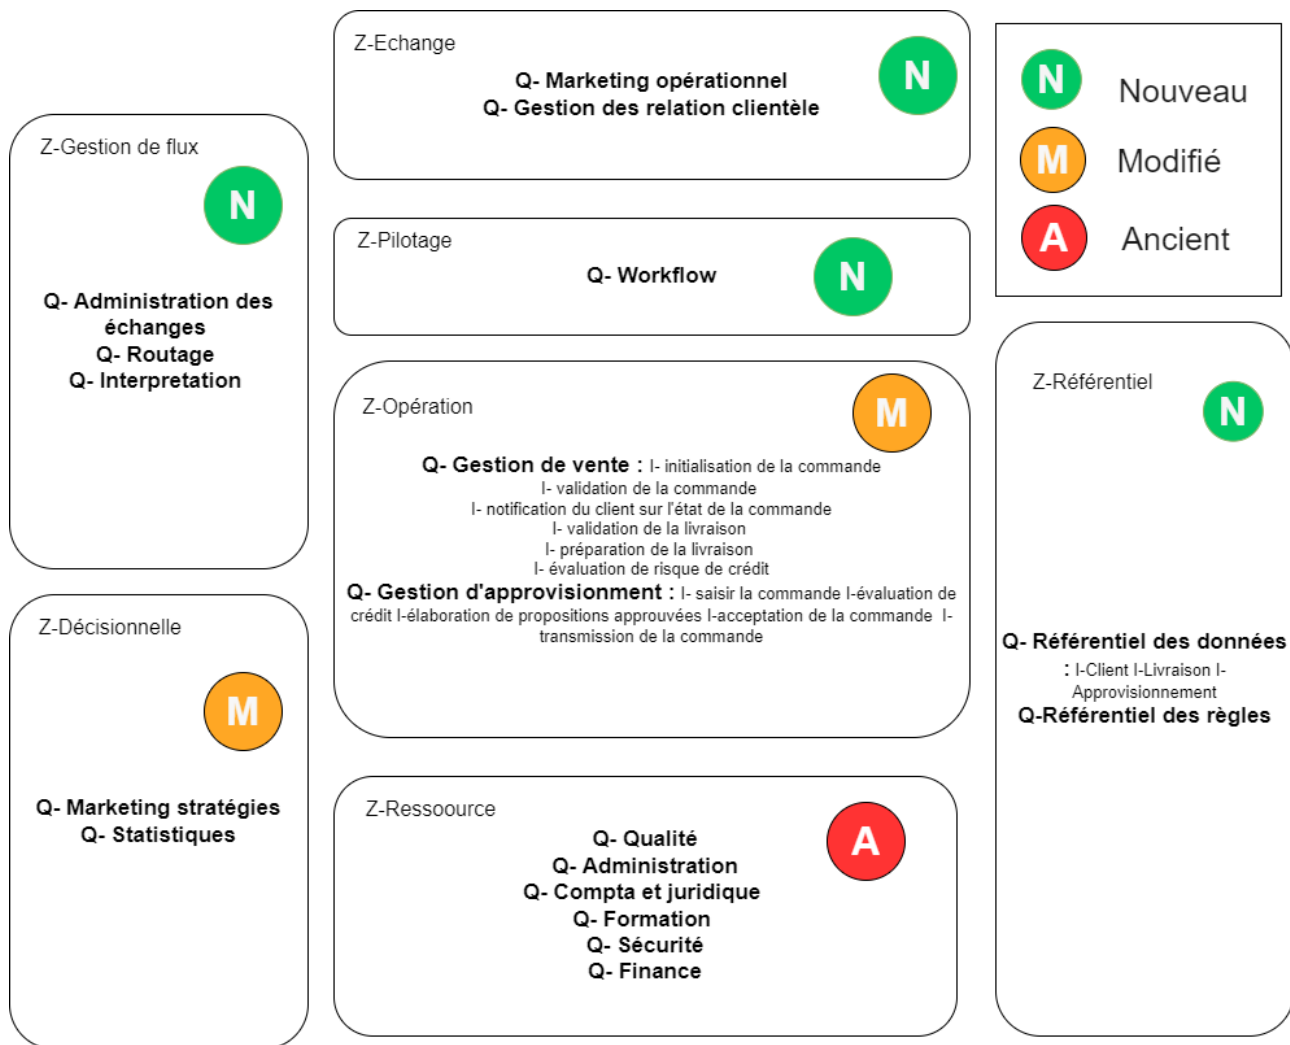 Z-Echange
N
Q- Marketing opérationnel
Q- Gestion des relation clientèle
N
Nouveau
M
Modifié
A
Ancient
Z-Gestion de flux
N
Q- Administration des
échanges
Q- Routage
Q- Interpretation
Z-Pilotage
Q- Workflow
N
Z-Opération
M
Q- Gestion de vente : I- initialisation de la commande
I- validation de la commande
I- notification du client sur l'état de la commande
I- validation de la livraison
I- préparation de la livraison
I- évaluation de risque de crédit
Q- Gestion d'approvisionment : I- saisir la commande I-évaluation de
crédit I-élaboration de propositions approuvées I-acceptation de la commande I-
transmission de la commande
Z-Référentiel
N
Q- Référentiel des données
: I-Client I-Livraison I-
Approvisionnement
Q-Référentiel des règles
Z-Décisionnelle
M
Q- Marketing stratégies
Q- Statistiques
Z-Ressoource
A
Q- Qualité
Q- Administration
Q- Compta et juridique
Q- Formation
Q- Sécurité
Q- Finance